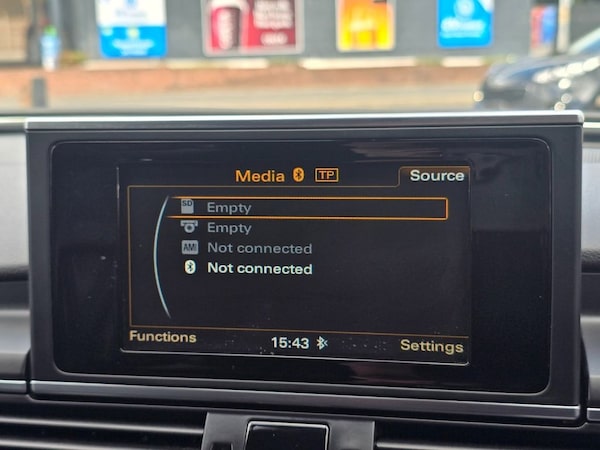 Media TP
Source
SD Empty
Empty
AMI Not connected
Not connected
Functions
15:43
Settings